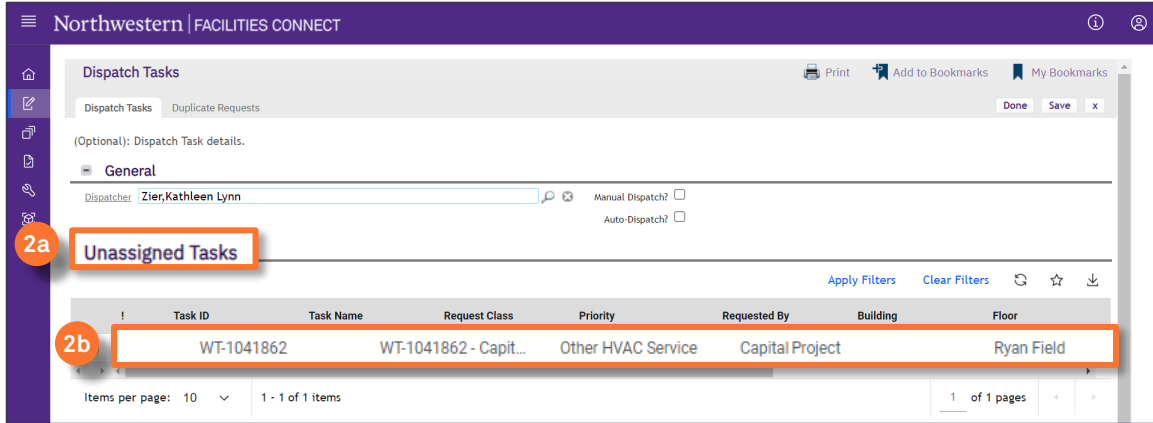 Northwestern | FACILITIES CONNECT
Dispatch Tasks Print Add to Bookmarks My Bookmarks
Dispatch Tasks Duplicate Requests Done Save x
(Optional): Dispatch Task details.
General
Dispatcher Zier,Kathleen Lynn Manual Dispatch?
Auto-Dispatch?
2a Unassigned Tasks
Apply Filters Clear Filters
! Task ID Task Name Request Class Priority Requested By Building Floor
2b WT-1041862 WT-1041862 - Capit... Other HVAC Service Capital Project Ryan Field
Items per page: 10 1 - 1 of 1 items 1 of 1 pages